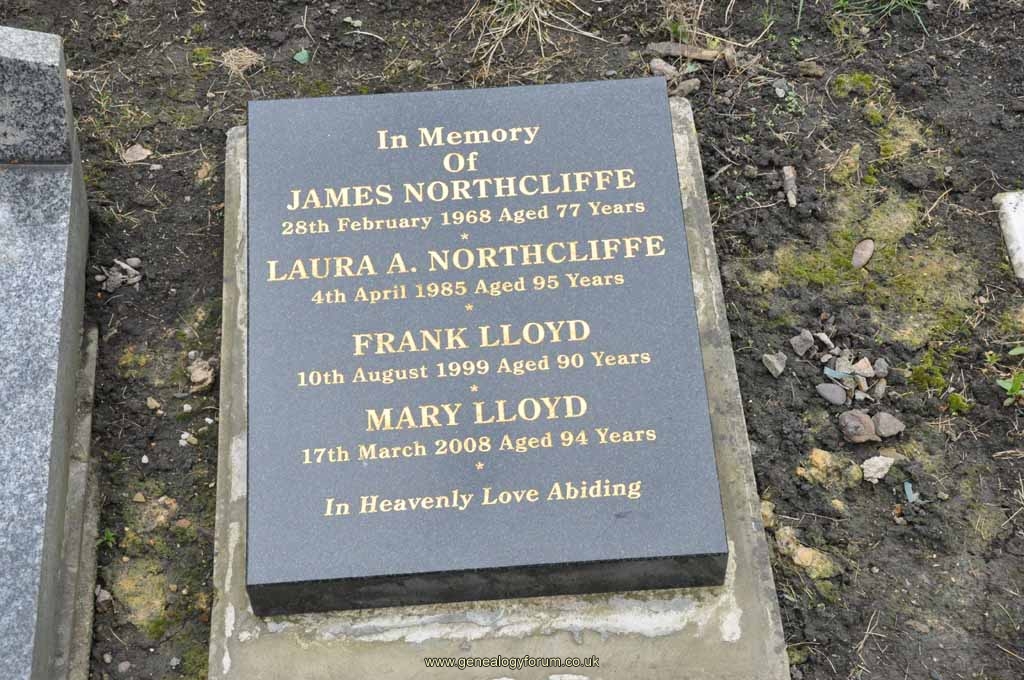 In Memory
Of
JAMES NORTHCLIFFE
28th February 1968 Aged 77 Years
*
LAURA A. NORTHCLIFFE
4th April 1985 Aged 95 Years
*
FRANK LLOYD
10th August 1999 Aged 90 Years
*
MARY LLOYD
17th March 2008 Aged 94 Years
*
In Heavenly Love Abiding
www.genealogyforum.co.uk